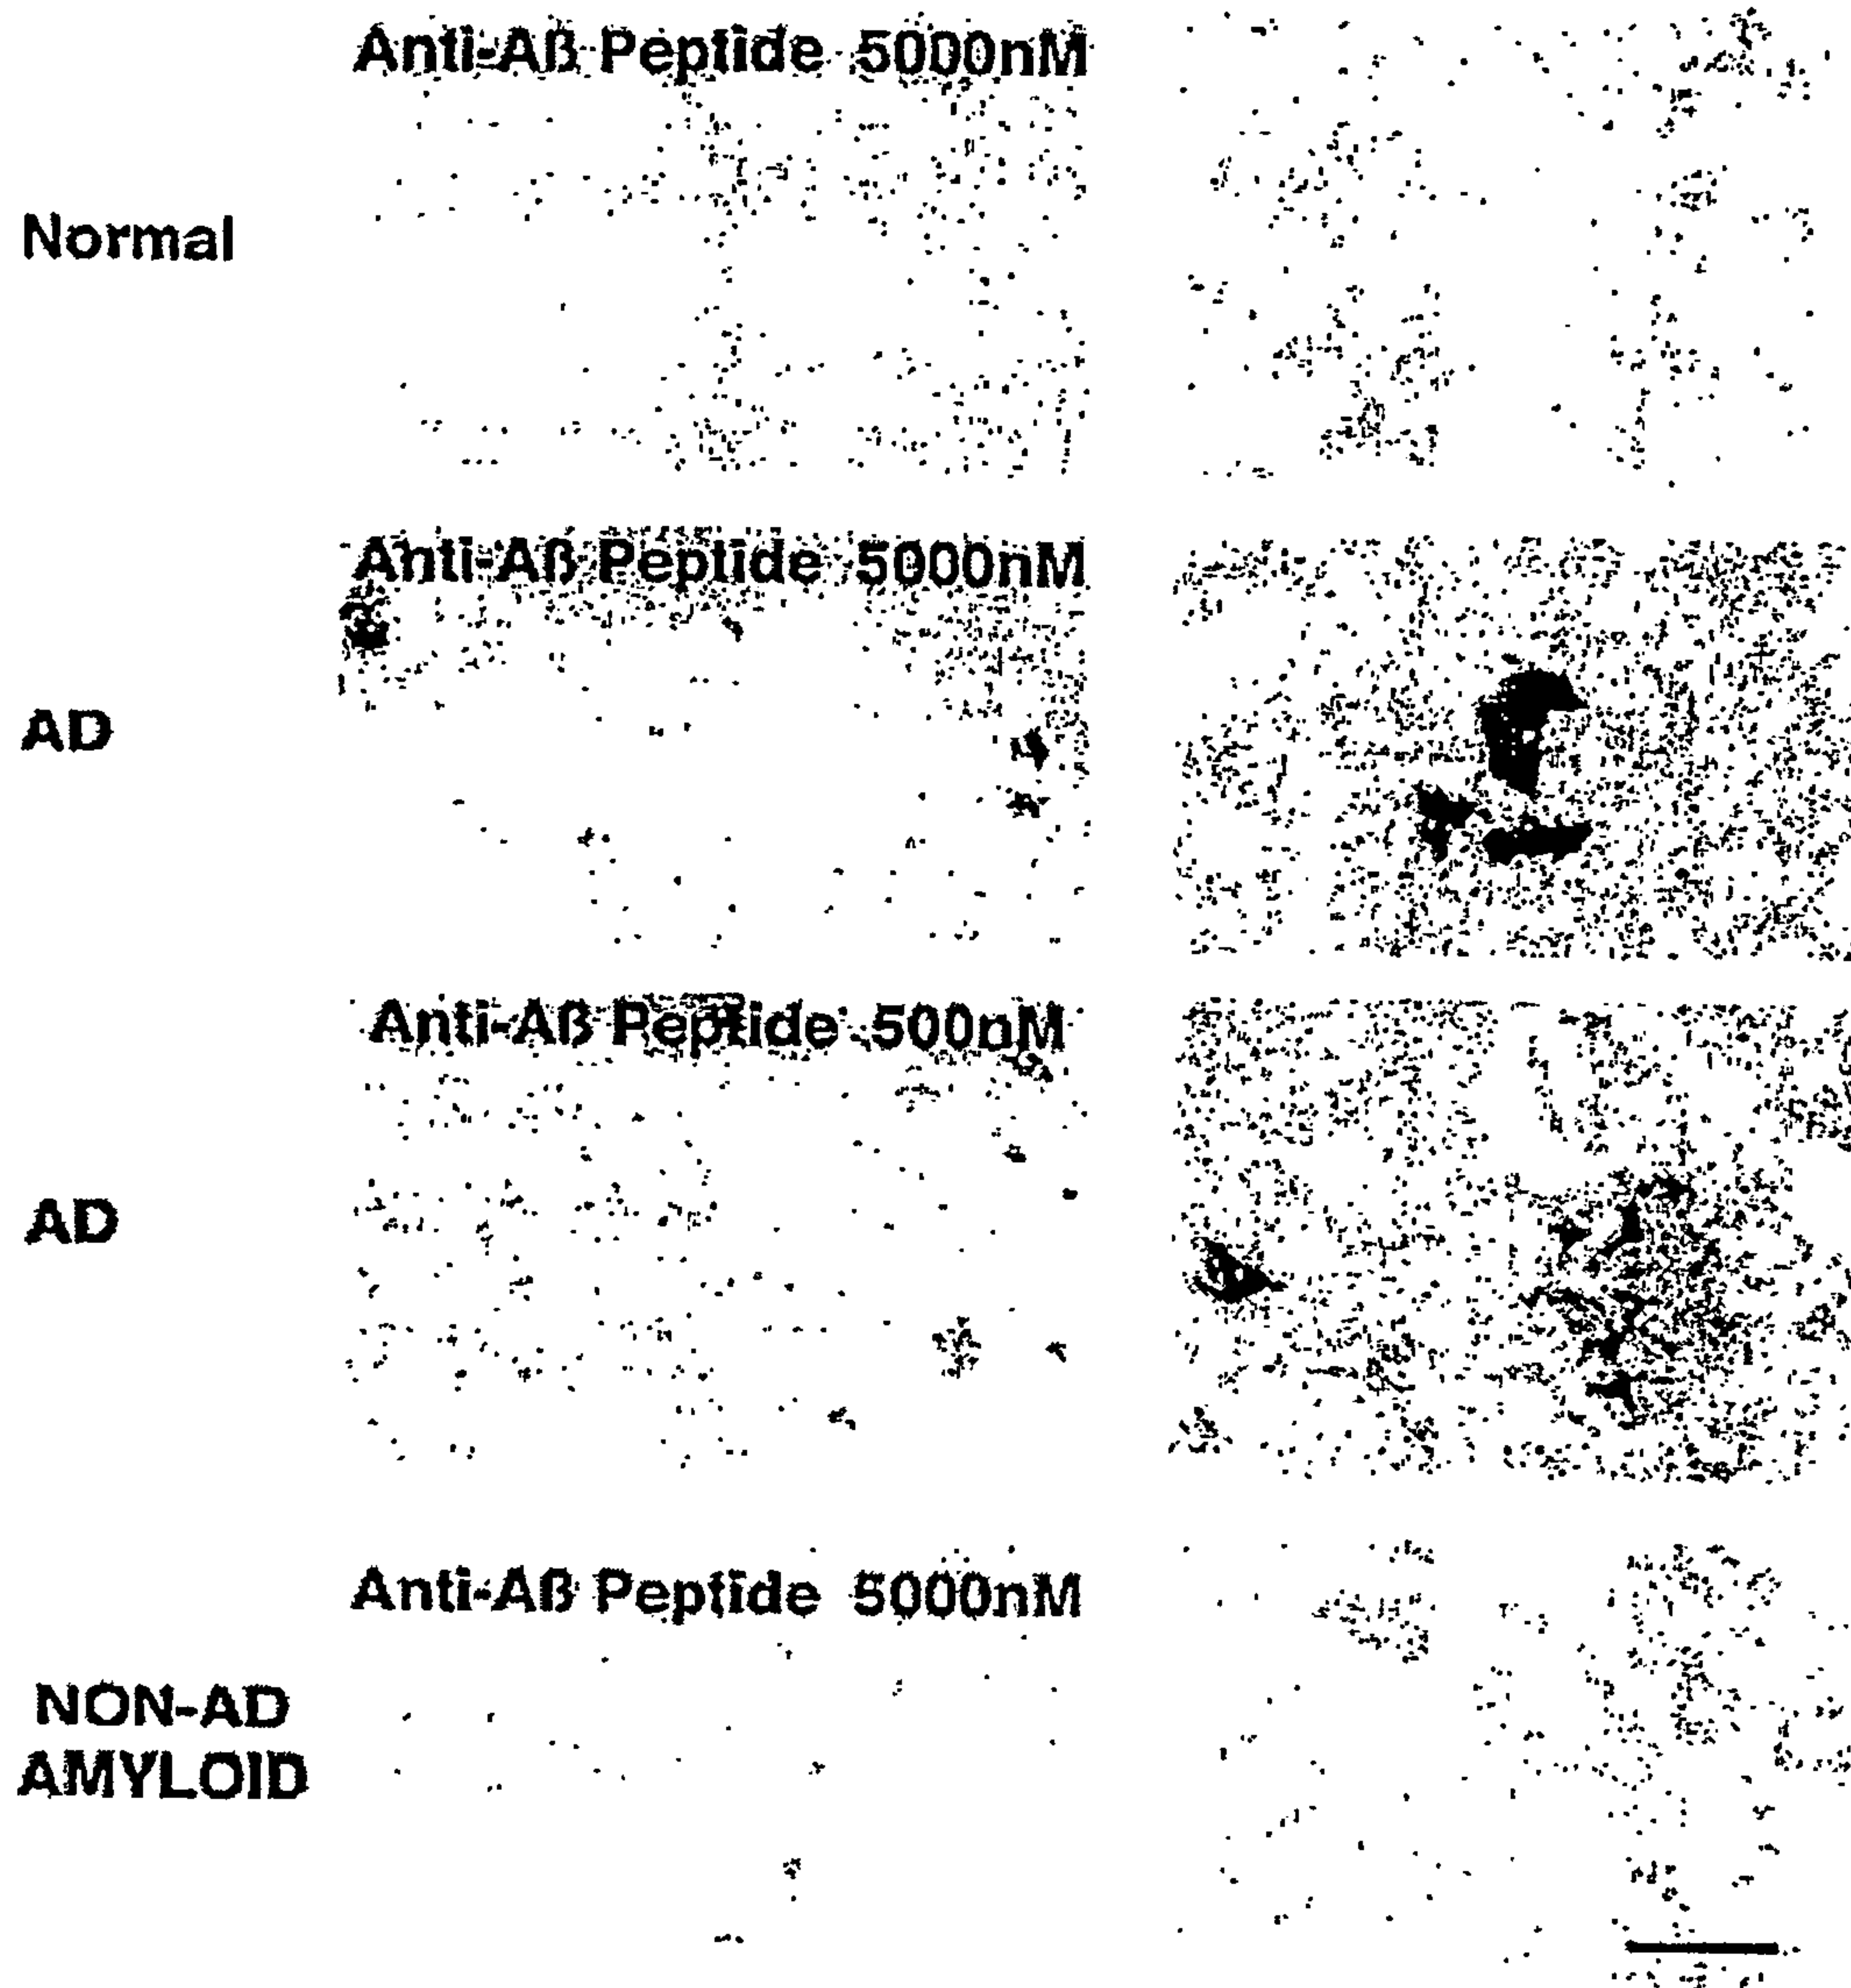 Anti-Aß Peptide 5000nM
Normal
Anti-Aß Peptide 5000nM
AD
Anti-Aß Peptide 500nM
AD
Anti-Aß Peptide 5000nM
NON-AD
AMYLOID